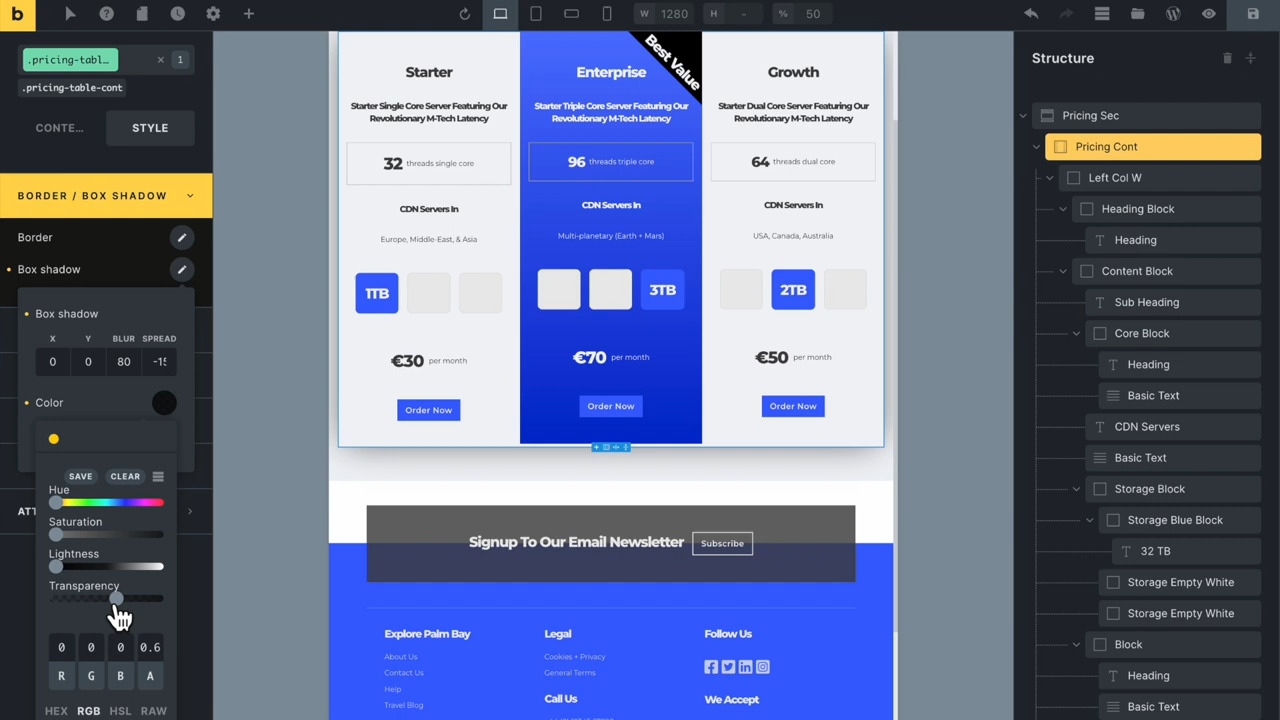 b
W 1280 H - % 50
.pricing-tabl... × 1
.pricing-table-cont
CONTE... STYLE
BORDER / BOX SHADOW
Border
Box shadow
Box shadow
X Y BLUR SPREAD
0 0 80 -15
Color
SAVE CLEAR
Hue
Saturation
Lightness
Transparency
0 0 0 0.6
R G B A
HEX RGB HSL RAW
ATT
Starter
Starter Single Core Server Featuring Our
Revolutionary M-Tech Latency
32 threads single core
CDN Servers In
Europe, Middle-East, & Asia
1TB
€30 per month
Order Now
Best Value
Enterprise
Starter Triple Core Server Featuring Our
Revolutionary M-Tech Latency
96 threads triple core
CDN Servers In
Multi-planetary (Earth + Mars)
3TB
€70 per month
Order Now
Growth
Starter Dual Core Server Featuring Our
Revolutionary M-Tech Latency
64 threads dual core
CDN Servers In
USA, Canada, Australia
2TB
€50 per month
Order Now
Signup To Our Email Newsletter Subscribe
Explore Palm Bay
About Us
Contact Us
Help
Travel Blog
Legal
Cookies + Privacy
General Terms
Call Us
Follow Us
We Accept
Structure
Pricing Sec
Pricing Cont
Left Col W
Heading Block
Heading
Content Block
Sub Heading
Core Block
Heading
Basic Text
CDN Servers
Basic Text
Storage Block
Storage Blue Block
32 TB
Storage Empty White
Storage Empty White
Block
Heading
Basic Text